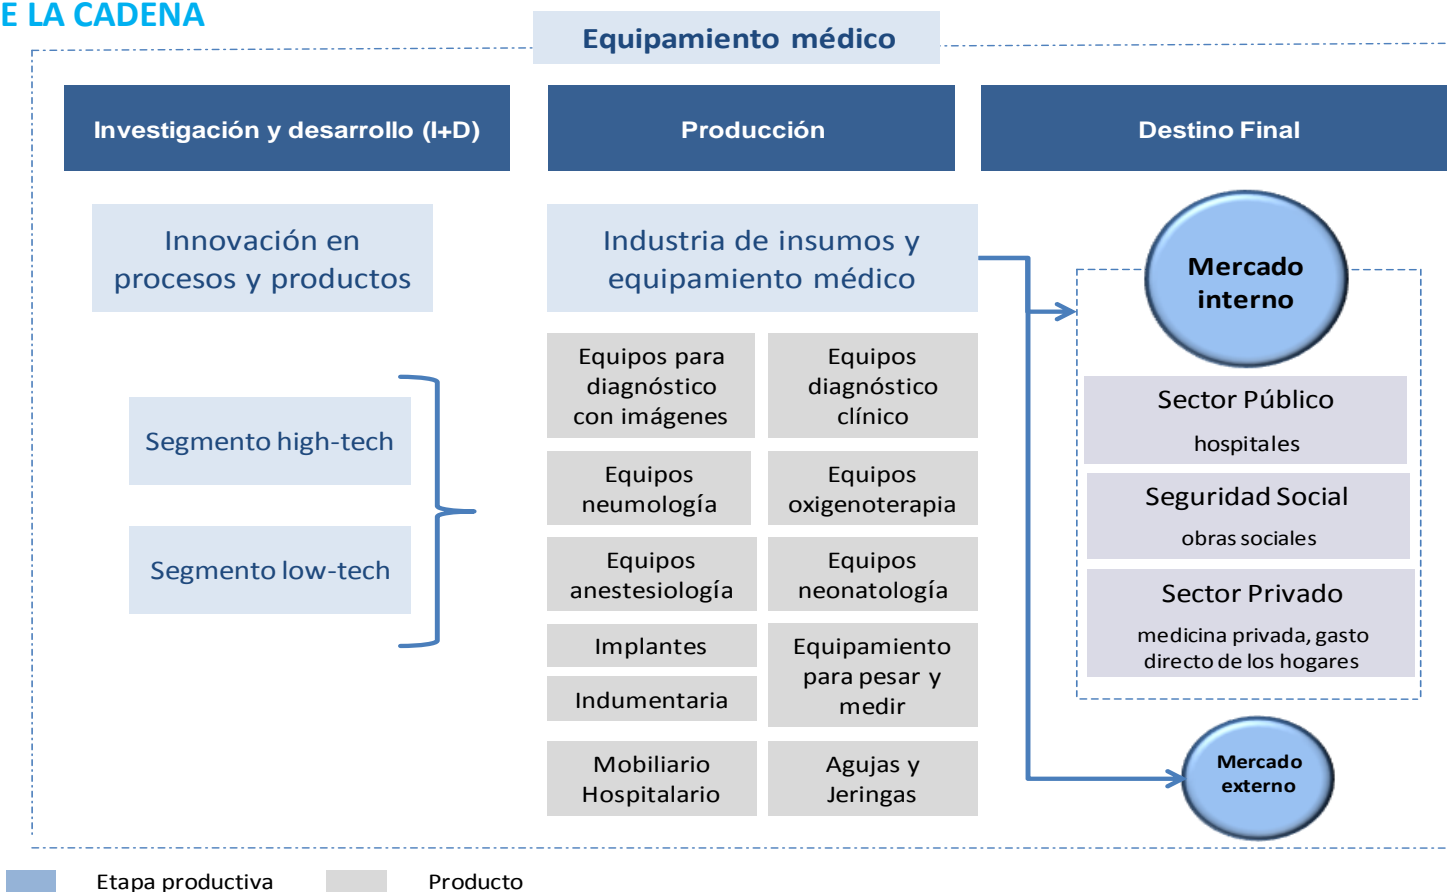 E LA CADENA
Equipamiento médico
Investigación y desarrollo (I+D)
Producción
Destino Final
Innovación en
procesos y productos
Segmento high-tech
Segmento low-tech
Industria de insumos y
equipamiento médico
Equipos para
diagnóstico
con imágenes
Equipos
diagnóstico
clínico
Equipos
neumología
Equipos
oxigenoterapia
Equipos
anestesiología
Equipos
neonatología
Implantes
Indumentaria
Equipamiento
para pesar y
medir
Mobiliario
Hospitalario
Agujas y
Jeringas
Mercado
interno
Sector Público
hospitales
Seguridad Social
obras sociales
Sector Privado
medicina privada, gasto
directo de los hogares
Mercado
externo
Etapa productiva
Producto